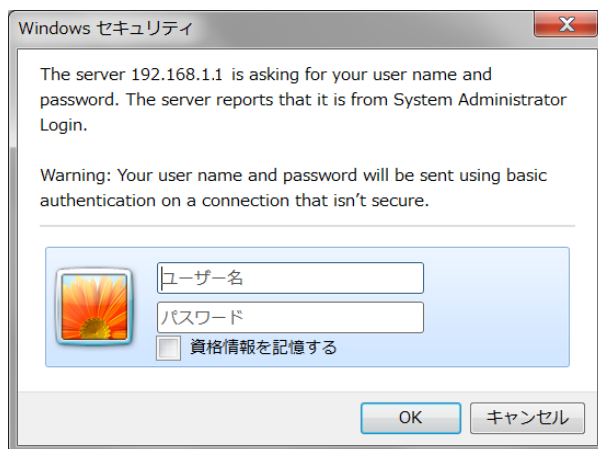 Windows セキュリティ
The server 192.168.1.1 is asking for your user name and
password. The server reports that it is from System Administrator
Login.
Warning: Your user name and password will be sent using basic
authentication on a connection that isn’t secure.
ユーザー名
パスワード
資格情報を記憶する
OK キャンセル